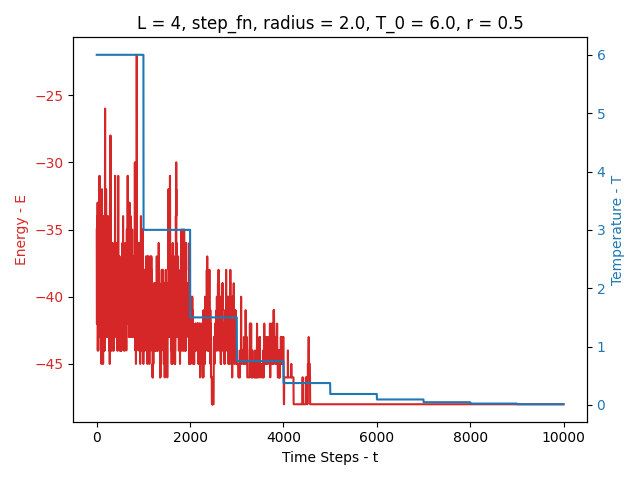 L = 4, step_fn, radius = 2.0, T_0 = 6.0, r = 0.5
Energy - E
−25
−30
−35
−40
−45
6
5
4
3
2
1
0
Temperature - T
0 2000 4000 6000 8000 10000
Time Steps - t